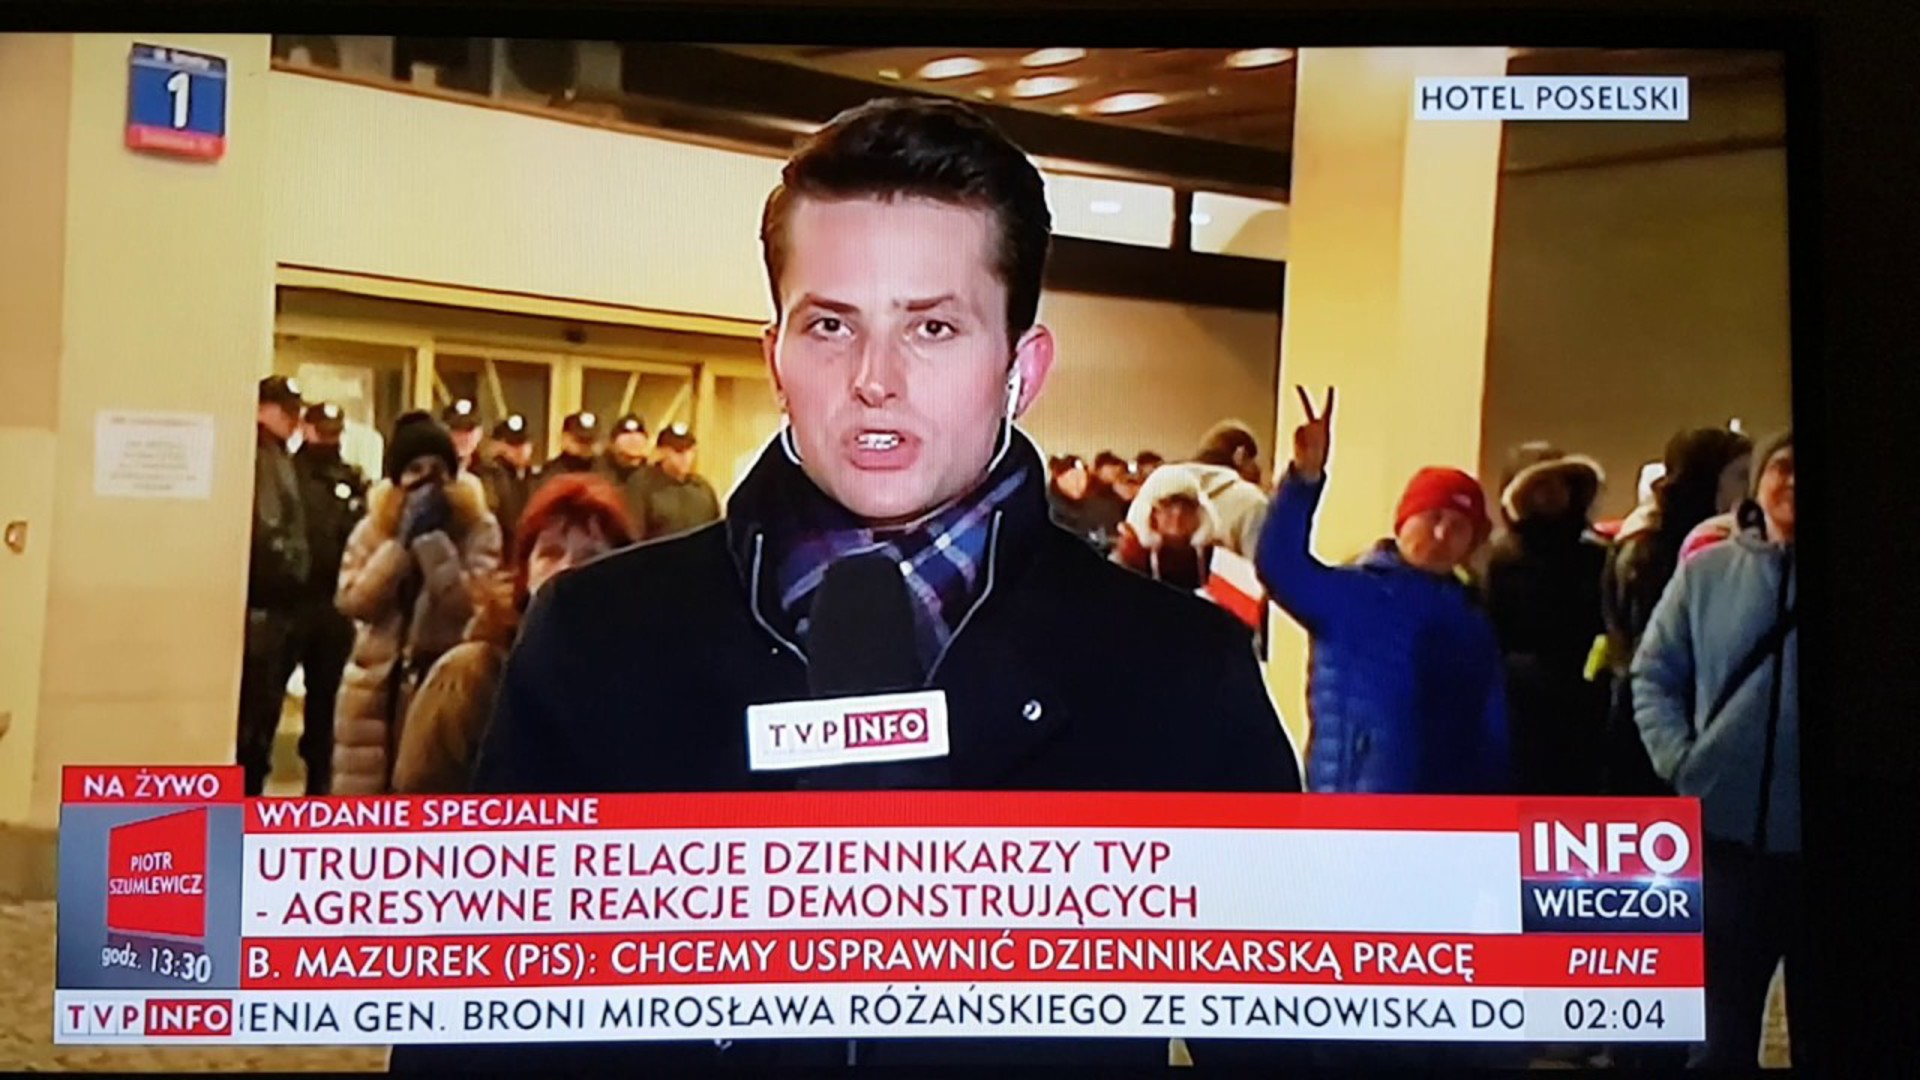 1
HOTEL POSELSKI
TVP INFO
NA ŻYWO
PIOTR
SZUMLEWICZ
godz. 13:30
WYDANIE SPECJALNE
UTRUDNIONE RELACJE DZIENNIKARZY TVP
- AGRESYWNE REAKCJE DEMONSTRUJĄCYCH
INFO
WIECZÓR
B. MAZUREK (PiS): CHCEMY USPRAWNIĆ DZIENNIKARSKĄ PRACĘ
PILNE
TVP INFO IENIA GEN. BRONI MIROSŁAWA RÓŻAŃSKIEGO ZE STANOWISKA DO
02:04